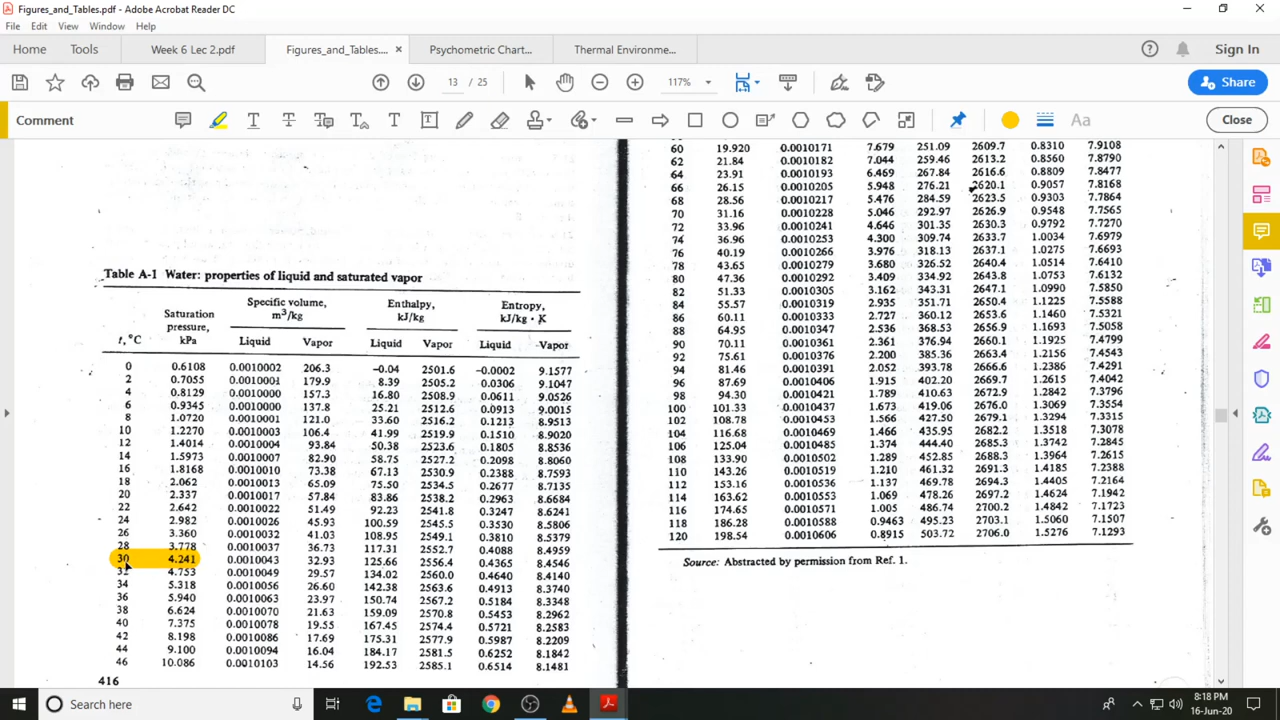 Figures_and_Tables.pdf - Adobe Acrobat Reader DC
File Edit View Window Help
Home Tools Week 6 Lec 2.pdf Figures_and_Tables.... × Psychometric Chart... Thermal Environme... Sign In
13 / 25 117% Share
Comment Aa Close
Table A-1 Water: properties of liquid and saturated vapor
Saturation pressure, kPa Specific volume, m³/kg Enthalpy, kJ/kg Entropy, kJ/kg · K
t, °C Liquid Vapor Liquid Vapor Liquid Vapor
0 0.6108 0.0010002 206.3 -0.04 2501.6 -0.0002 9.1577
2 0.7055 0.0010001 179.9 8.39 2505.2 0.0306 9.1047
4 0.8129 0.0010000 157.3 16.80 2508.9 0.0611 9.0526
6 0.9345 0.0010000 137.8 25.21 2512.6 0.0913 9.0015
8 1.0720 0.0010001 121.0 33.60 2516.2 0.1213 8.9513
10 1.2270 0.0010003 106.4 41.99 2519.9 0.1510 8.9020
12 1.4014 0.0010004 93.84 50.38 2523.6 0.1805 8.8536
14 1.5973 0.0010007 82.90 58.75 2527.2 0.2098 8.8060
16 1.8168 0.0010010 73.38 67.13 2530.9 0.2388 8.7593
18 2.062 0.0010013 65.09 75.50 2534.5 0.2677 8.7135
20 2.337 0.0010017 57.84 83.86 2538.2 0.2963 8.6684
22 2.642 0.0010022 51.49 92.23 2541.8 0.3247 8.6241
24 2.982 0.0010026 45.93 100.59 2545.5 0.3530 8.5806
26 3.360 0.0010032 41.03 108.95 2549.1 0.3810 8.5379
28 3.778 0.0010037 36.73 117.31 2552.7 0.4088 8.4959
30 4.241 0.0010043 32.93 125.66 2556.4 0.4365 8.4546
32 4.753 0.0010049 29.57 134.02 2560.0 0.4640 8.4140
34 5.318 0.0010056 26.60 142.38 2563.6 0.4913 8.3740
36 5.940 0.0010063 23.97 150.74 2567.2 0.5184 8.3348
38 6.624 0.0010070 21.63 159.09 2570.8 0.5453 8.2962
40 7.375 0.0010078 19.55 167.45 2574.4 0.5721 8.2583
42 8.198 0.0010086 17.69 175.31 2577.9 0.5987 8.2209
44 9.100 0.0010094 16.04 184.17 2581.5 0.6252 8.1842
46 10.086 0.0010103 14.56 192.53 2585.1 0.6514 8.1481
416
60 19.920 0.0010171 7.679 251.09 2609.7 0.8310 7.9108
62 21.84 0.0010182 7.044 259.46 2613.2 0.8560 7.8790
64 23.91 0.0010193 6.469 267.84 2616.6 0.8809 7.8477
66 26.15 0.0010205 5.948 276.21 2620.1 0.9057 7.8168
68 28.56 0.0010217 5.476 284.59 2623.5 0.9303 7.7864
70 31.16 0.0010228 5.046 292.97 2626.9 0.9548 7.7565
72 33.96 0.0010241 4.646 301.35 2630.3 0.9792 7.7270
74 36.96 0.0010253 4.300 309.74 2633.7 1.0034 7.6979
76 40.19 0.0010266 3.976 318.13 2637.1 1.0275 7.6693
78 43.65 0.0010279 3.680 326.52 2640.4 1.0514 7.6410
80 47.36 0.0010292 3.409 334.92 2643.8 1.0753 7.6132
82 51.33 0.0010305 3.162 343.31 2647.1 1.0990 7.5850
84 55.57 0.0010319 2.935 351.71 2650.4 1.1225 7.5588
86 60.11 0.0010333 2.727 360.12 2653.6 1.1460 7.5321
88 64.95 0.0010347 2.536 368.53 2656.9 1.1693 7.5058
90 70.11 0.0010361 2.361 376.94 2660.1 1.1925 7.4799
92 75.61 0.0010376 2.200 385.36 2663.4 1.2156 7.4543
94 81.46 0.0010391 2.052 393.78 2666.6 1.2386 7.4291
96 87.69 0.0010406 1.915 402.20 2669.7 1.2615 7.4042
98 94.30 0.0010421 1.789 410.63 2672.9 1.2842 7.3796
100 101.33 0.0010437 1.673 419.06 2676.0 1.3069 7.3554
102 108.78 0.0010453 1.566 427.50 2679.1 1.3294 7.3315
104 116.68 0.0010469 1.466 435.95 2682.2 1.3518 7.3078
106 125.04 0.0010485 1.374 444.40 2685.3 1.3742 7.2845
108 133.90 0.0010502 1.289 452.85 2688.3 1.3964 7.2615
110 143.26 0.0010519 1.210 461.32 2691.3 1.4185 7.2388
112 153.16 0.0010536 1.137 469.78 2694.3 1.4405 7.2164
114 163.62 0.0010553 1.069 478.26 2697.2 1.4624 7.1942
116 174.65 0.0010571 1.005 486.74 2700.2 1.4842 7.1723
118 186.28 0.0010588 0.9463 495.23 2703.1 1.5060 7.1507
120 198.54 0.0010606 0.8915 503.72 2706.0 1.5276 7.1293
Source: Abstracted by permission from Ref. 1.
Search here
8:18 PM
16-Jun-20